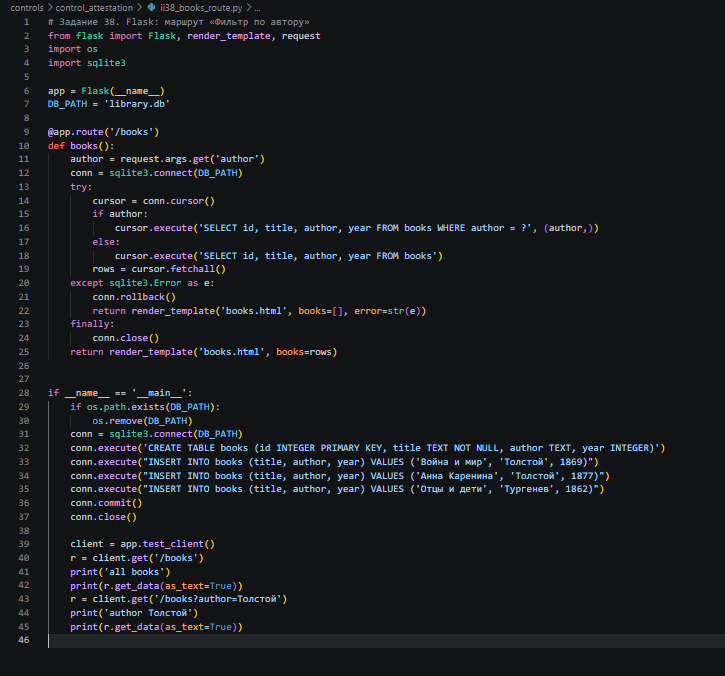 controls > control_attestation > ii38_books_route.py > ...
1 # Задание 38. Flask: маршрут «Фильтр по автору»
2 from flask import Flask, render_template, request
3 import os
4 import sqlite3
5
6 app = Flask(__name__)
7 DB_PATH = 'library.db'
8
9 @app.route('/books')
10 def books():
11     author = request.args.get('author')
12     conn = sqlite3.connect(DB_PATH)
13     try:
14         cursor = conn.cursor()
15         if author:
16             cursor.execute('SELECT id, title, author, year FROM books WHERE author = ?', (author,))
17         else:
18             cursor.execute('SELECT id, title, author, year FROM books')
19         rows = cursor.fetchall()
20     except sqlite3.Error as e:
21         conn.rollback()
22         return render_template('books.html', books=[], error=str(e))
23     finally:
24         conn.close()
25     return render_template('books.html', books=rows)
26
27
28 if __name__ == '__main__':
29     if os.path.exists(DB_PATH):
30         os.remove(DB_PATH)
31     conn = sqlite3.connect(DB_PATH)
32     conn.execute('CREATE TABLE books (id INTEGER PRIMARY KEY, title TEXT NOT NULL, author TEXT, year INTEGER)')
33     conn.execute("INSERT INTO books (title, author, year) VALUES ('Война и мир', 'Толстой', 1869)")
34     conn.execute("INSERT INTO books (title, author, year) VALUES ('Анна Каренина', 'Толстой', 1877)")
35     conn.execute("INSERT INTO books (title, author, year) VALUES ('Отцы и дети', 'Тургенев', 1862)")
36     conn.commit()
37     conn.close()
38
39     client = app.test_client()
40     r = client.get('/books')
41     print('all books')
42     print(r.get_data(as_text=True))
43     r = client.get('/books?author=Толстой')
44     print('author Толстой')
45     print(r.get_data(as_text=True))
46